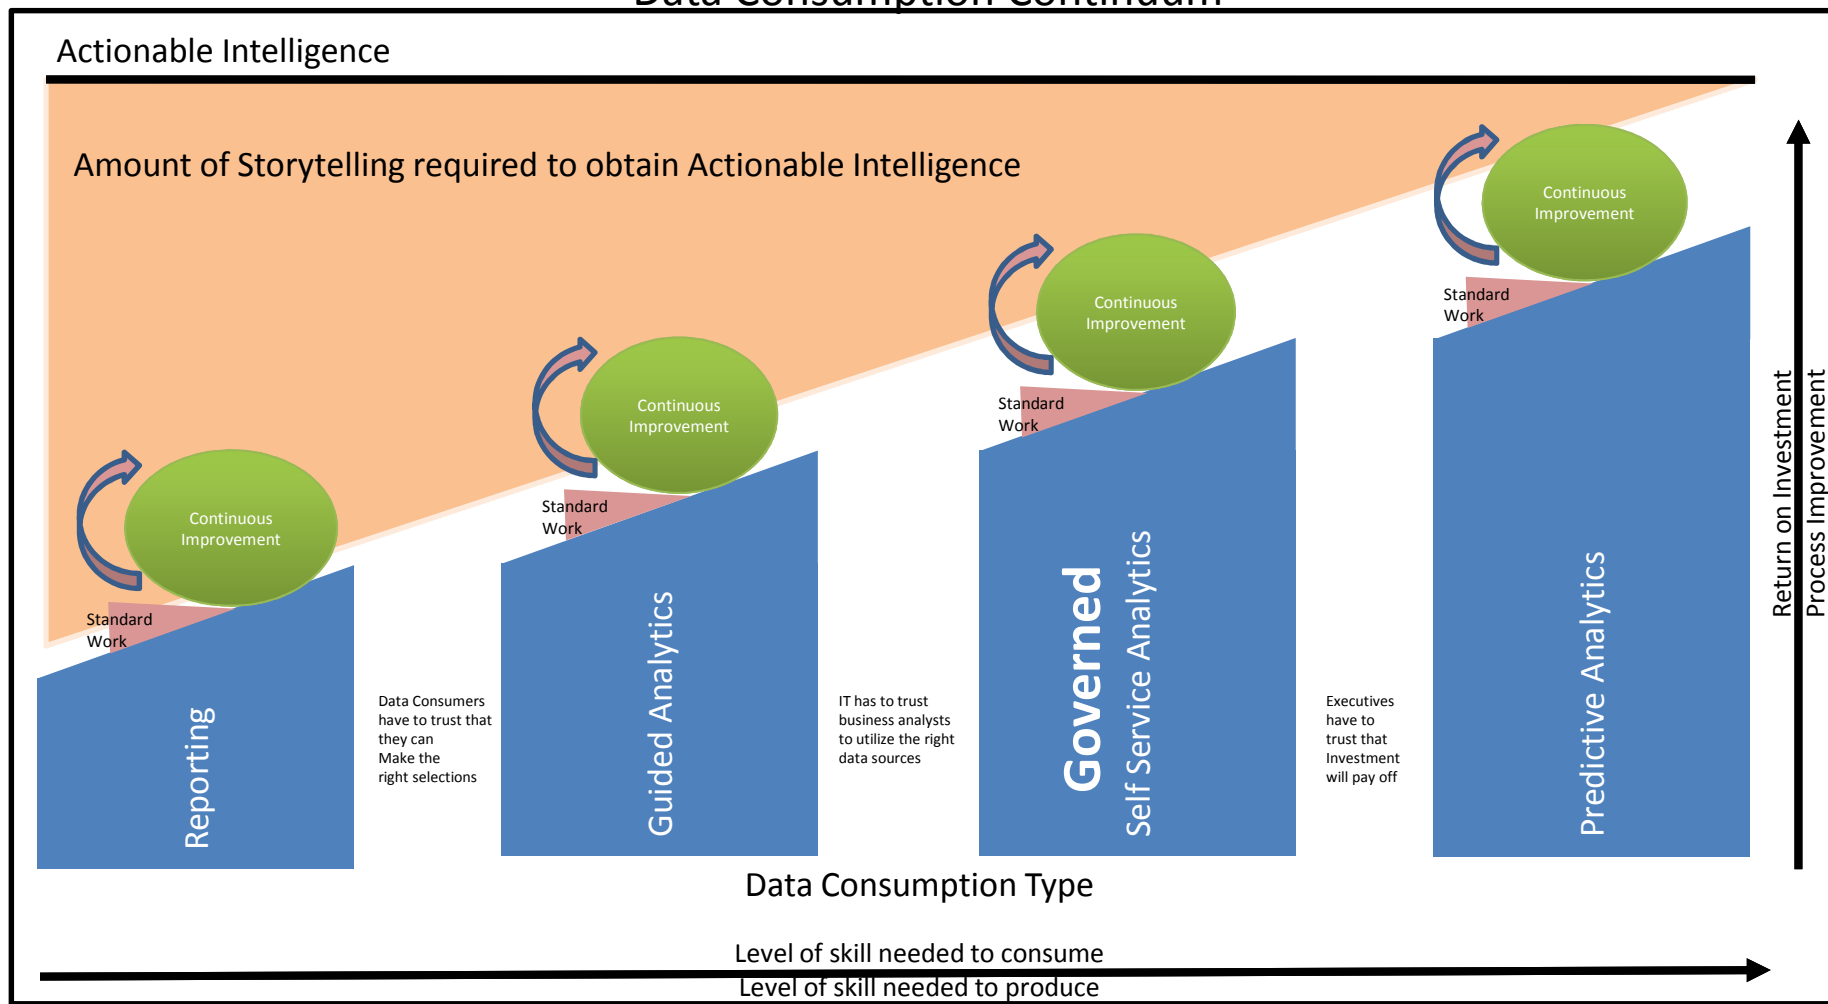 Data Consumption Continuum
Actionable Intelligence
Amount of Storytelling required to obtain Actionable Intelligence
Continuous
Improvement
Standard
Work
Reporting
Data Consumers
have to trust that
they can
Make the
right selections
Continuous
Improvement
Standard
Work
Guided Analytics
IT has to trust
business analysts
to utilize the right
data sources
Continuous
Improvement
Standard
Work
Governed
Self Service Analytics
Executives
have to
trust that
Investment
will pay off
Continuous
Improvement
Standard
Work
Predictive Analytics
Return on Investment
Process Improvement
Data Consumption Type
Level of skill needed to consume
Level of skill needed to produce